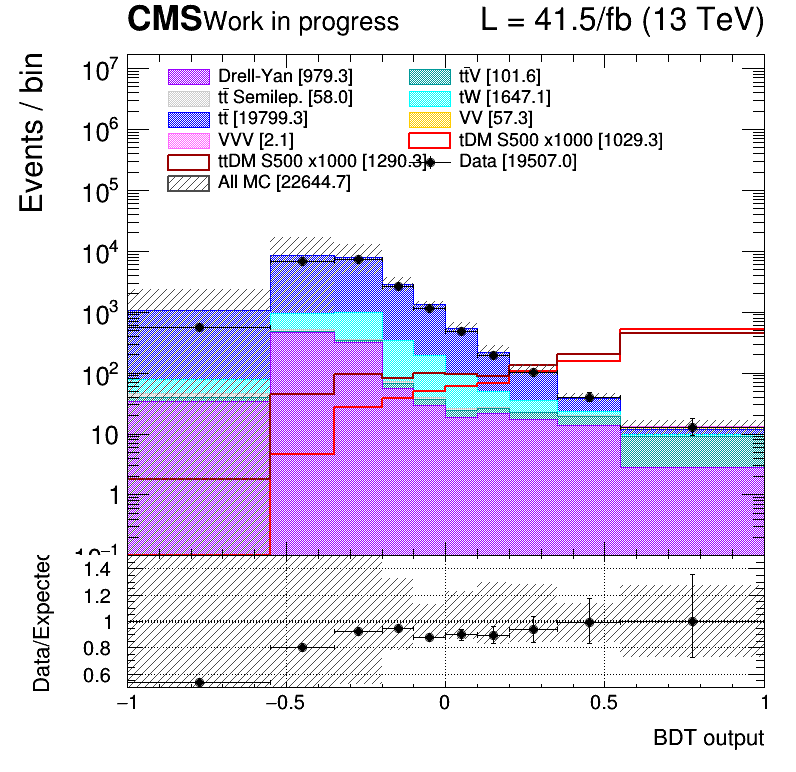 CMS Work in progress L = 41.5/fb (13 TeV)
Events / bin
10⁷
10⁶
10⁵
10⁴
10³
10²
10
1
10⁻¹
Drell-Yan [979.3]
tt̄ Semilep. [58.0]
tt̄ [19799.3]
VVV [2.1]
ttDM S500 x1000 [1290.3]
All MC [22644.7]
tt̄V [101.6]
tW [1647.1]
VV [57.3]
tDM S500 x1000 [1029.3]
Data [19507.0]
Data/Expected
1.4
1.2
1
0.8
0.6
−1 −0.5 0 0.5 1
BDT output